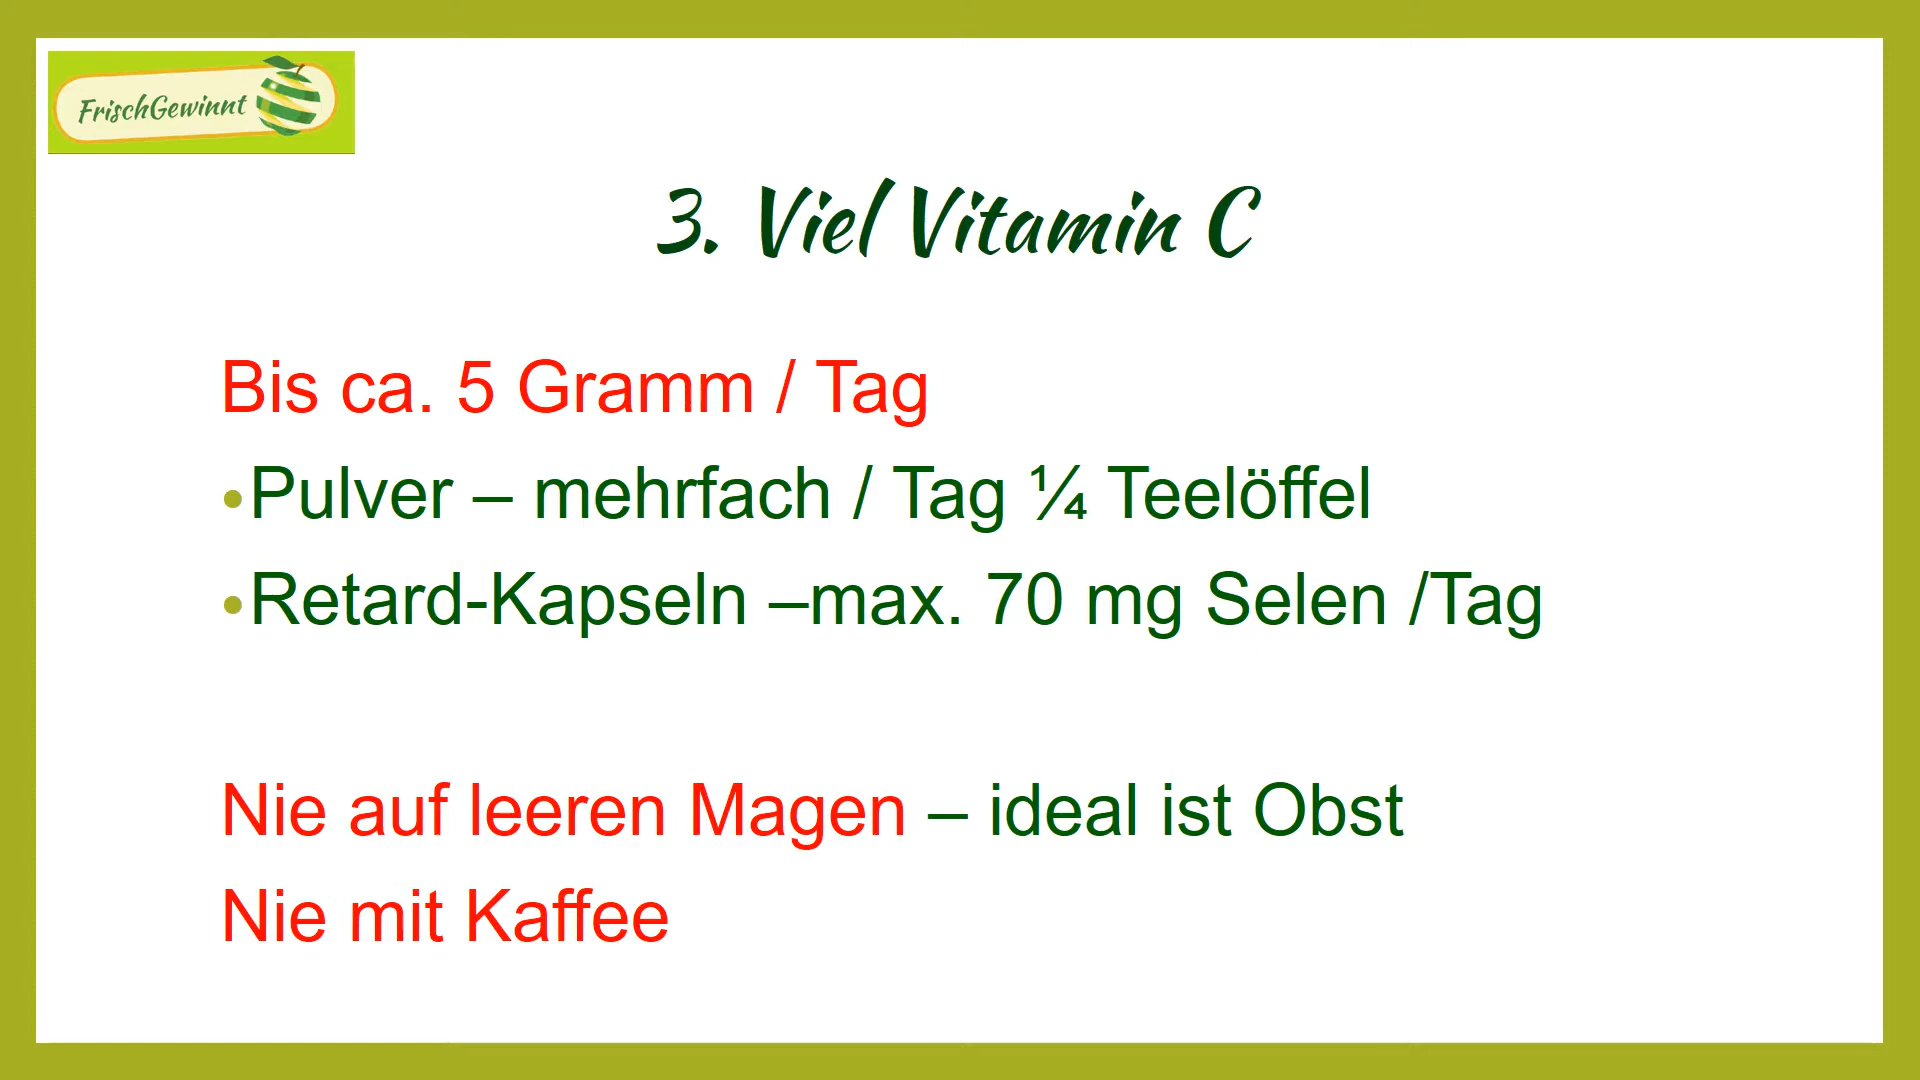 FrischGewinnt
3. Viel Vitamin C
Bis ca. 5 Gramm / Tag
•Pulver – mehrfach / Tag ¼ Teelöffel
•Retard-Kapseln –max. 70 mg Selen /Tag
Nie auf leeren Magen – ideal ist Obst
Nie mit Kaffee